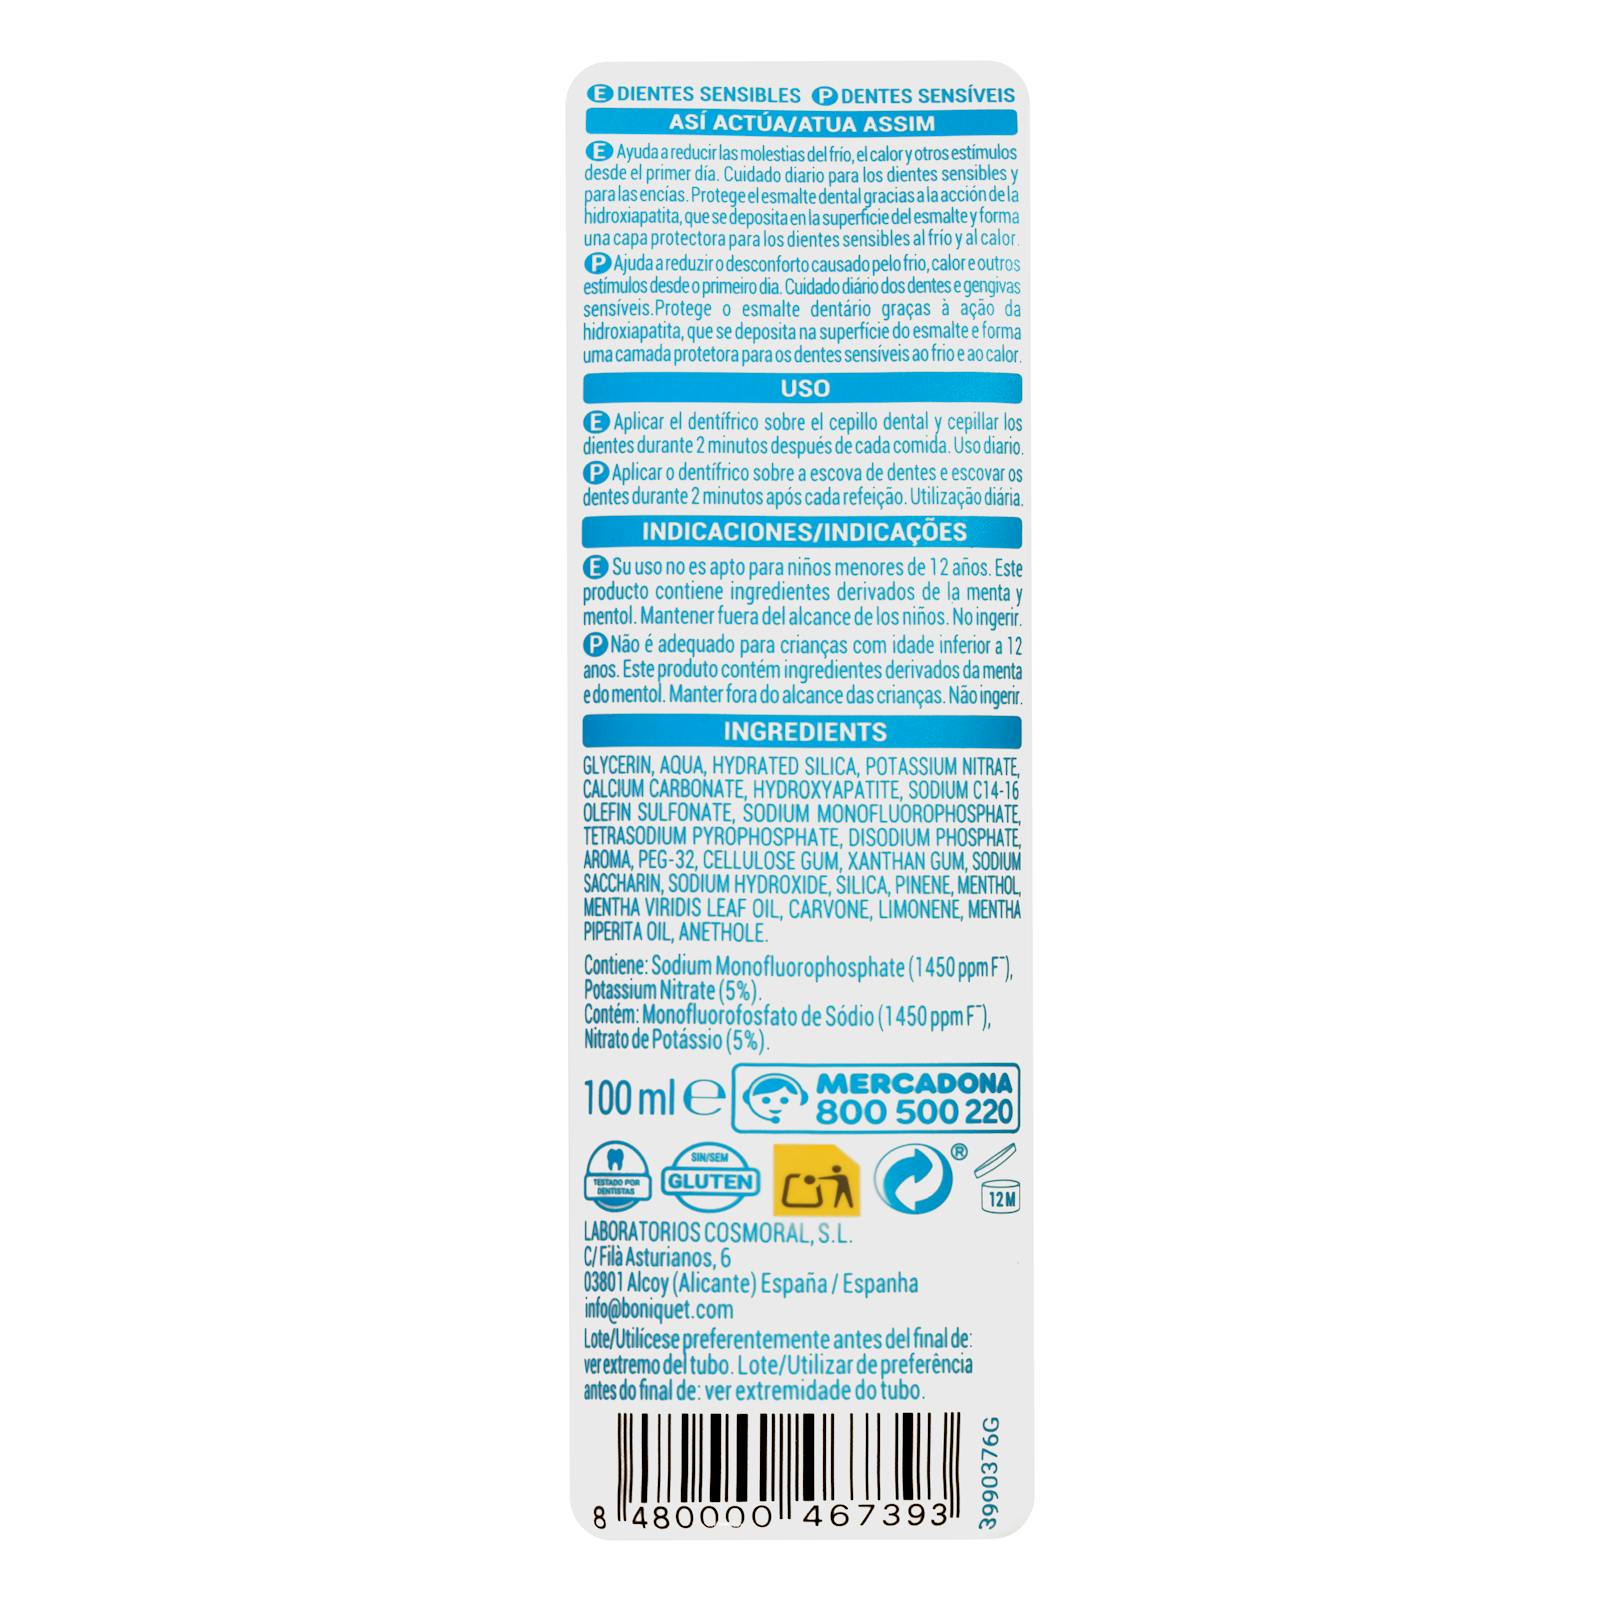 E DIENTES SENSIBLES P DENTES SENSÍVEIS
ASÍ ACTÚA/ATUA ASSIM
E Ayuda a reducir las molestias del frío, el calor y otros estímulos
desde el primer día. Cuidado diario para los dientes sensibles y
para las encías. Protege el esmalte dental gracias a la acción de la
hidroxiapatita, que se deposita en la superficie del esmalte y forma
una capa protectora para los dientes sensibles al frío y al calor.
P Ajuda a reduzir o desconforto causado pelo frio, calor e outros
estímulos desde o primeiro dia. Cuidado diário dos dentes e gengivas
sensíveis. Protege o esmalte dentário graças à ação da
hidroxiapatita, que se deposita na superfície do esmalte e forma
uma camada protetora para os dentes sensíveis ao frio e ao calor.
USO
E Aplicar el dentífrico sobre el cepillo dental y cepillar los
dientes durante 2 minutos después de cada comida. Uso diario.
P Aplicar o dentífrico sobre a escova de dentes e escovar os
dentes durante 2 minutos após cada refeição. Utilização diária.
INDICACIONES/INDICAÇÕES
E Su uso no es apto para niños menores de 12 años. Este
producto contiene ingredientes derivados de la menta y
mentol. Mantener fuera del alcance de los niños. No ingerir.
P Não é adequado para crianças com idade inferior a 12
anos. Este produto contém ingredientes derivados da menta
e do mentol. Manter fora do alcance das crianças. Não ingerir.
INGREDIENTS
GLYCERIN, AQUA, HYDRATED SILICA, POTASSIUM NITRATE,
CALCIUM CARBONATE, HYDROXYAPATITE, SODIUM C14-16
OLEFIN SULFONATE, SODIUM MONOFLUOROPHOSPHATE,
TETRASODIUM PYROPHOSPHATE, DISODIUM PHOSPHATE,
AROMA, PEG-32, CELLULOSE GUM, XANTHAN GUM, SODIUM
SACCHARIN, SODIUM HYDROXIDE, SILICA, PINENE, MENTHOL,
MENTHA VIRIDIS LEAF OIL, CARVONE, LIMONENE, MENTHA
PIPERITA OIL, ANETHOLE.
Contiene: Sodium Monofluorophosphate (1450 ppm F⁻),
Potassium Nitrate (5%).
Contém: Monofluorofosfato de Sódio (1450 ppm F⁻),
Nitrato de Potássio (5%).
100 ml ℮ MERCADONA
800 500 220
TESTADO POR
DENTISTAS
SIN/SEM
GLUTEN
®
12 M
LABORATORIOS COSMORAL, S.L.
C/ Filà Asturianos, 6
03801 Alcoy (Alicante) España / Espanha
info@boniquet.com
Lote/Utilícese preferentemente antes del final de:
ver extremo del tubo. Lote/Utilizar de preferência
antes do final de: ver extremidade do tubo.
3990376G
8 480000 467393